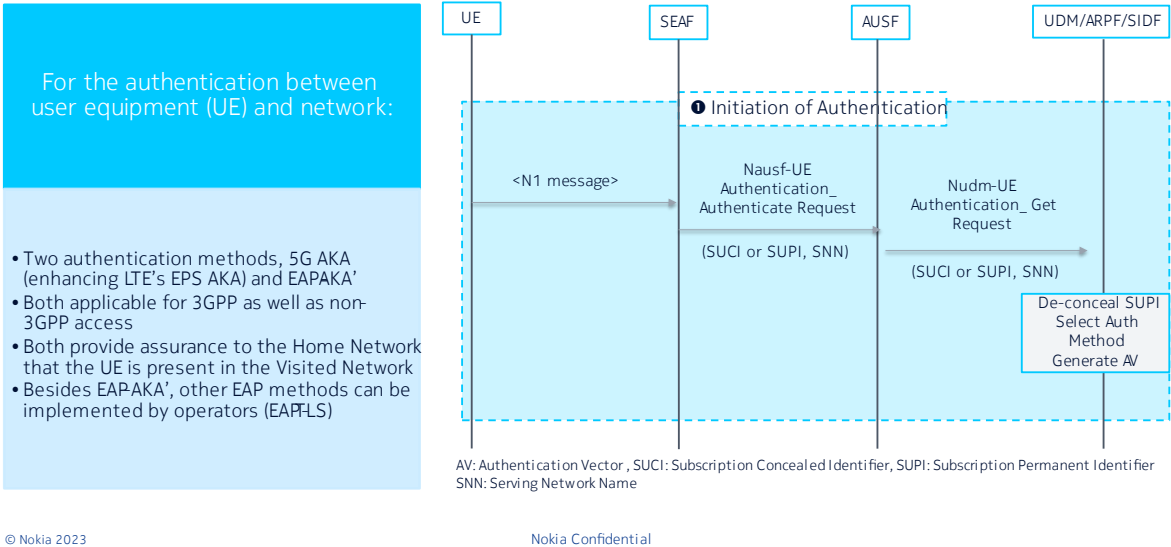 For the authentication between
user equipment (UE) and network:
• Two authentication methods, 5G AKA
(enhancing LTE's EPS AKA) and EAP-AKA’
• Both applicable for 3GPP as well as non-
3GPP access
• Both provide assurance to the Home Network
that the UE is present in the Visited Network
• Besides EAP-AKA’, other EAP methods can be
implemented by operators (EAP-TLS)
UE
SEAF
AUSF
UDM/ARPF/SIDF
❶ Initiation of Authentication
<N1 message>
Nausf-UE
Authentication_
Authenticate Request
(SUCI or SUPI, SNN)
Nudm-UE
Authentication_ Get
Request
(SUCI or SUPI, SNN)
De-conceal SUPI
Select Auth
Method
Generate AV
AV: Authentication Vector , SUCI: Subscription Concealed Identifier, SUPI: Subscription Permanent Identifier
SNN: Serving Network Name
© Nokia 2023
Nokia Confidential